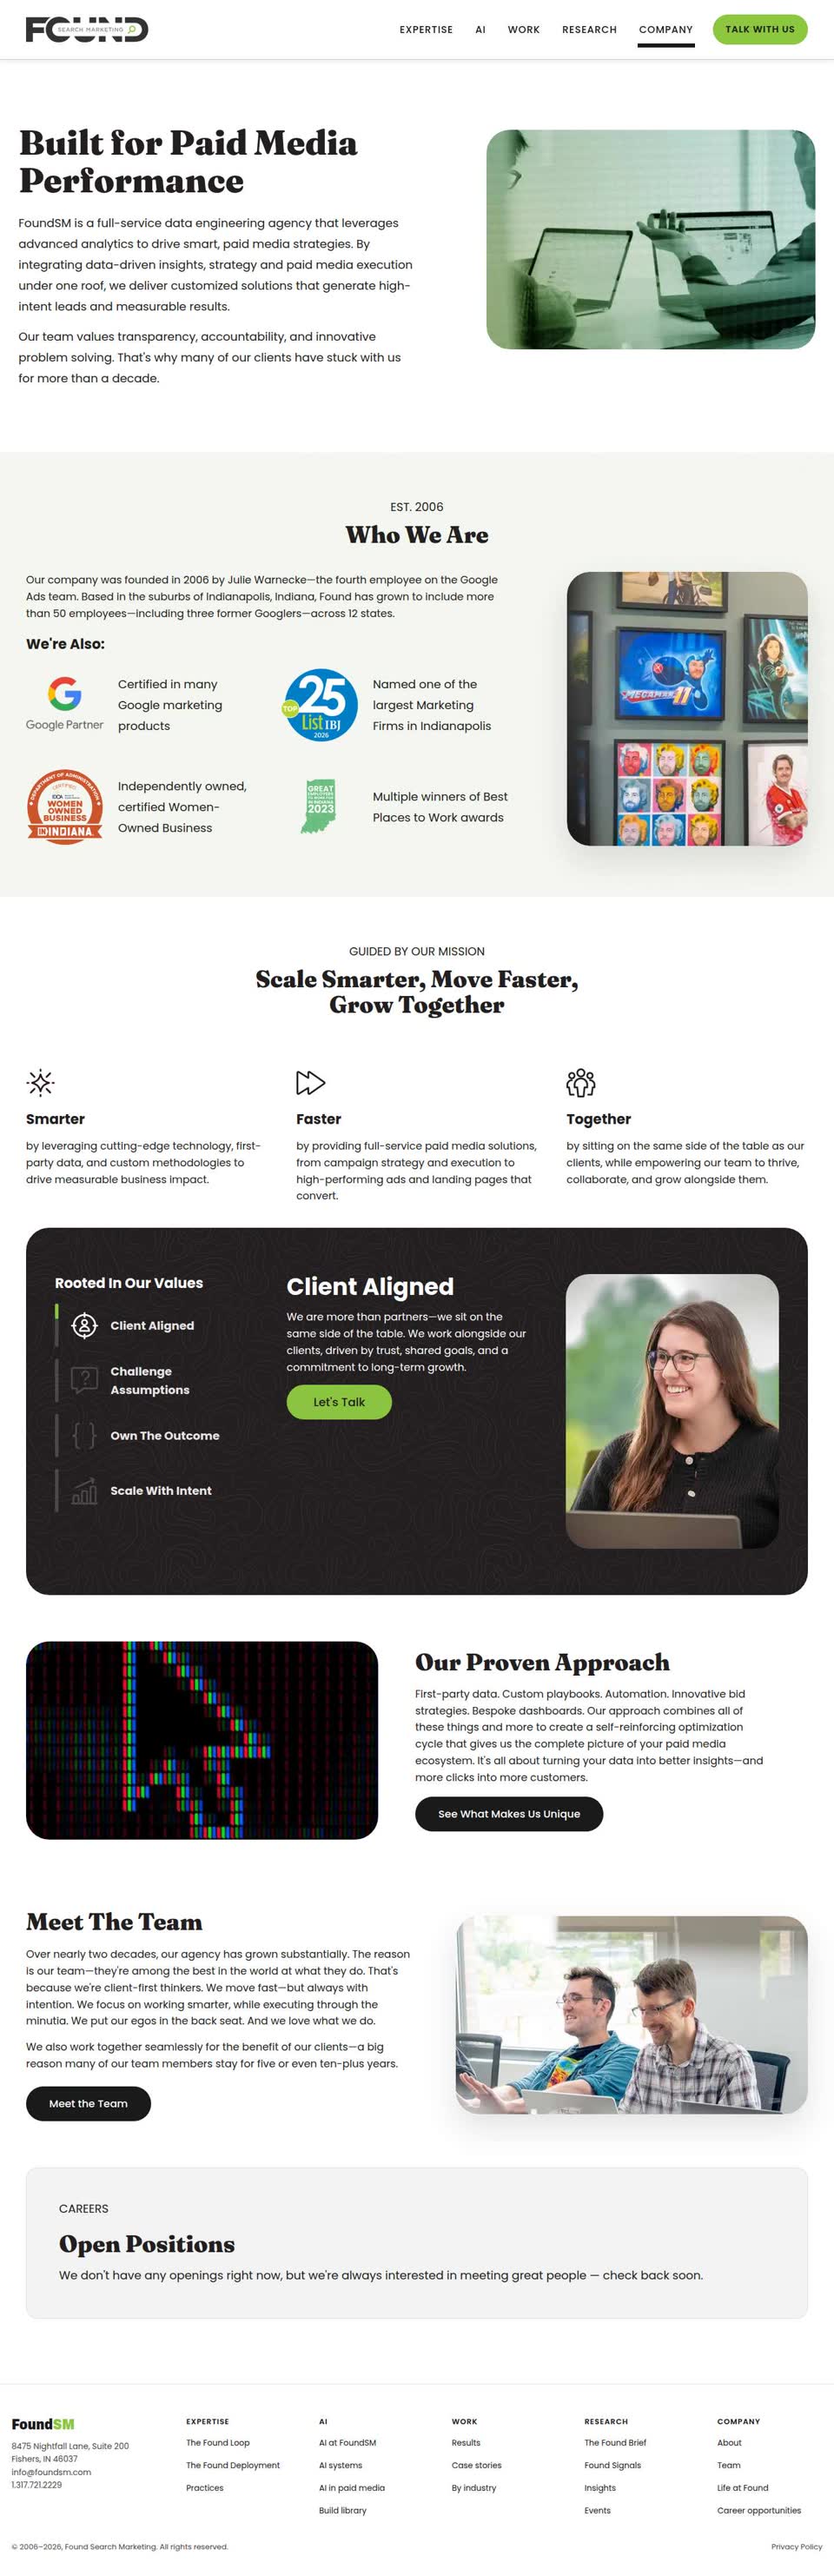 FOUND
SEARCH MARKETING
EXPERTISE
AI
WORK
RESEARCH
COMPANY
TALK WITH US
Built for Paid Media
Performance
FoundSM is a full-service data engineering agency that leverages
advanced analytics to drive smart, paid media strategies. By
integrating data-driven insights, strategy and paid media execution
under one roof, we deliver customized solutions that generate high-
intent leads and measurable results.
Our team values transparency, accountability, and innovative
problem solving. That's why many of our clients have stuck with us
for more than a decade.
EST. 2006
Who We Are
Our company was founded in 2006 by Julie Warnecke—the fourth employee on the Google
Ads team. Based in the suburbs of Indianapolis, Indiana, Found has grown to include more
than 50 employees—including three former Googlers—across 12 states.
We're Also:
Google Partner
Certified in many
Google marketing
products
TOP
25
List IBJ
2026
Named one of the
largest Marketing
Firms in Indianapolis
DEPARTMENT OF ADMINISTRATION
CERTIFIED
WOMEN
OWNED
BUSINESS
IN INDIANA
Independently owned,
certified Women-
Owned Business
GREAT
2023
Multiple winners of Best
Places to Work awards
MEGAMAN 11
GUIDED BY OUR MISSION
Scale Smarter, Move Faster,
Grow Together
Smarter
by leveraging cutting-edge technology, first-
party data, and custom methodologies to
drive measurable business impact.
Faster
by providing full-service paid media solutions,
from campaign strategy and execution to
high-performing ads and landing pages that
convert.
Together
by sitting on the same side of the table as our
clients, while empowering our team to thrive,
collaborate, and grow alongside them.
Rooted In Our Values
Client Aligned
Challenge
Assumptions
Own The Outcome
Scale With Intent
Client Aligned
We are more than partners—we sit on the
same side of the table. We work alongside our
clients, driven by trust, shared goals, and a
commitment to long-term growth.
Let's Talk
Our Proven Approach
First-party data. Custom playbooks. Automation. Innovative bid
strategies. Bespoke dashboards. Our approach combines all of
these things and more to create a self-reinforcing optimization
cycle that gives us the complete picture of your paid media
ecosystem. It's all about turning your data into better insights—and
more clicks into more customers.
See What Makes Us Unique
Meet The Team
Over nearly two decades, our agency has grown substantially. The reason
is our team—they're among the best in the world at what they do. That's
because we're client-first thinkers. We move fast—but always with
intention. We focus on working smarter, while executing through the
minutia. We put our egos in the back seat. And we love what we do.
We also work together seamlessly for the benefit of our clients—a big
reason many of our team members stay for five or even ten-plus years.
Meet the Team
CAREERS
Open Positions
We don't have any openings right now, but we're always interested in meeting great people — check back soon.
FoundSM
8475 Nightfall Lane, Suite 200
Fishers, IN 46037
info@foundsm.com
1.317.721.2229
EXPERTISE
The Found Loop
The Found Deployment
Practices
AI
AI at FoundSM
AI systems
AI in paid media
Build library
WORK
Results
Case stories
By industry
RESEARCH
The Found Brief
Found Signals
Insights
Events
COMPANY
About
Team
Life at Found
Career opportunities
© 2006–2026, Found Search Marketing. All rights reserved.
Privacy Policy